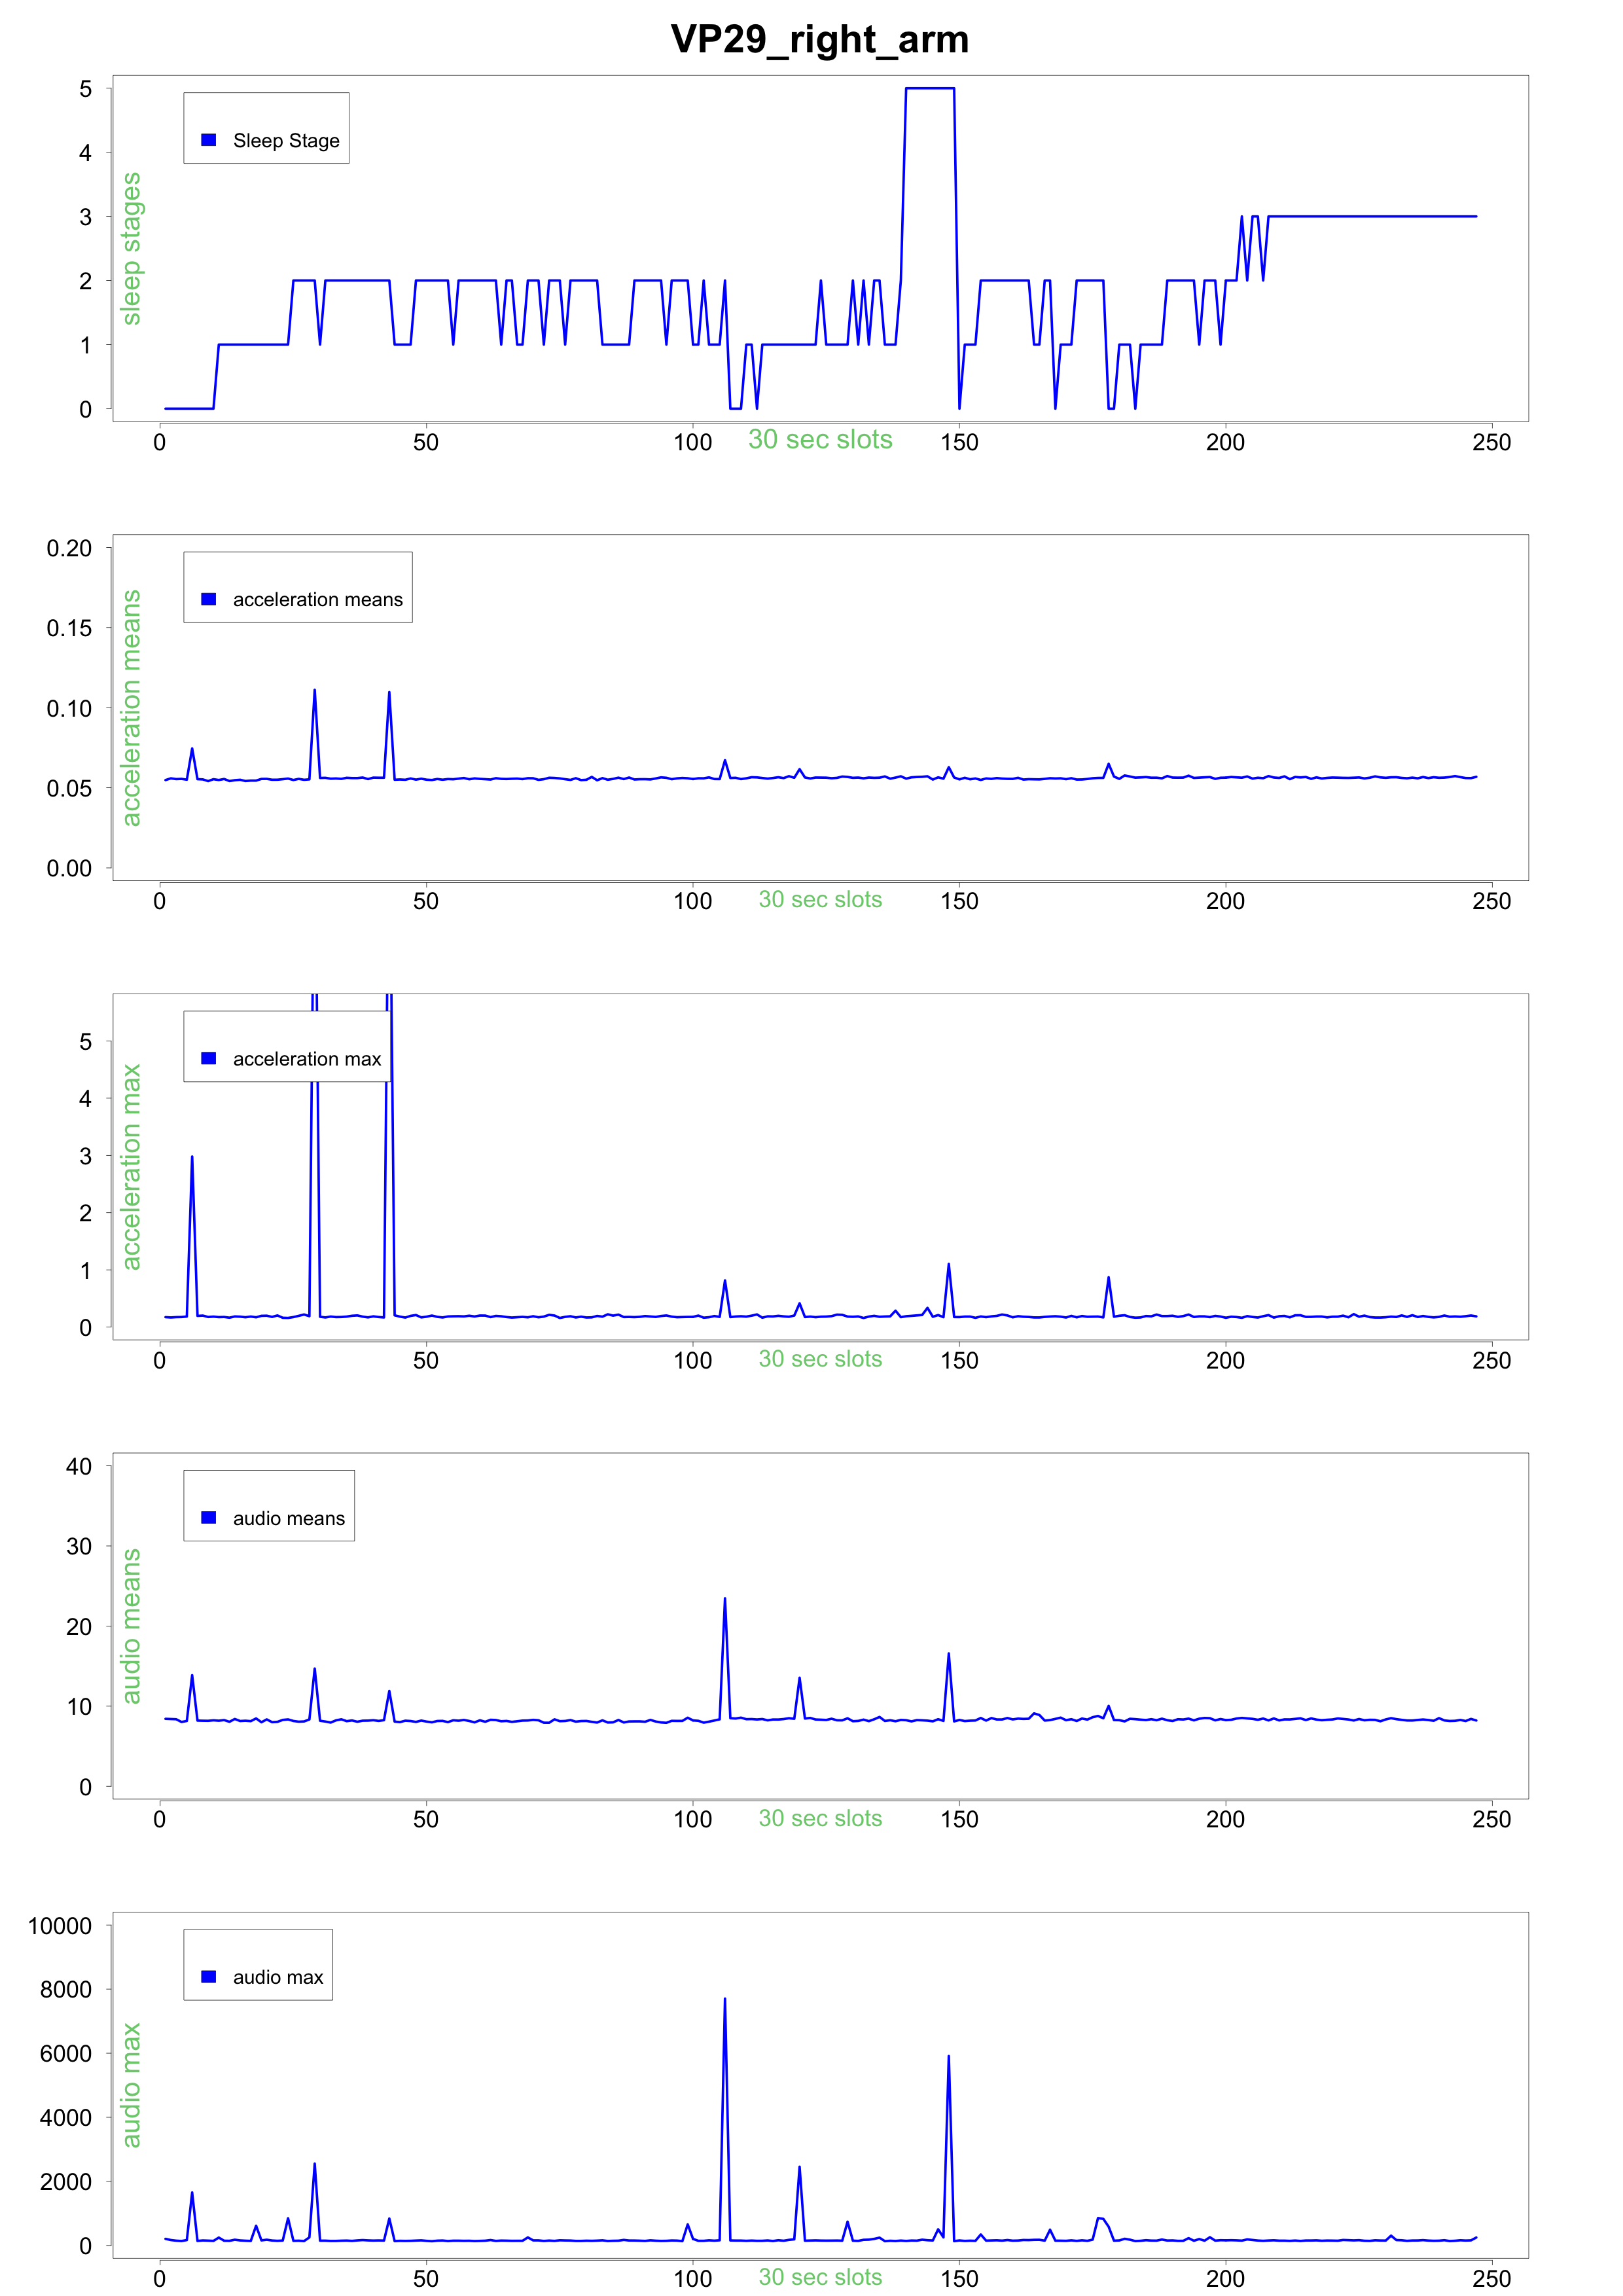 VP29_right_arm
5
4
3
2
1
0
sleep stages
Sleep Stage
0 50 100 150 200 250
30 sec slots
0.20
0.15
0.10
0.05
0.00
acceleration means
acceleration means
0 50 100 150 200 250
30 sec slots
5
4
3
2
1
0
acceleration max
acceleration max
0 50 100 150 200 250
30 sec slots
40
30
20
10
0
audio means
audio means
0 50 100 150 200 250
30 sec slots
10000
8000
6000
4000
2000
0
audio max
audio max
0 50 100 150 200 250
30 sec slots